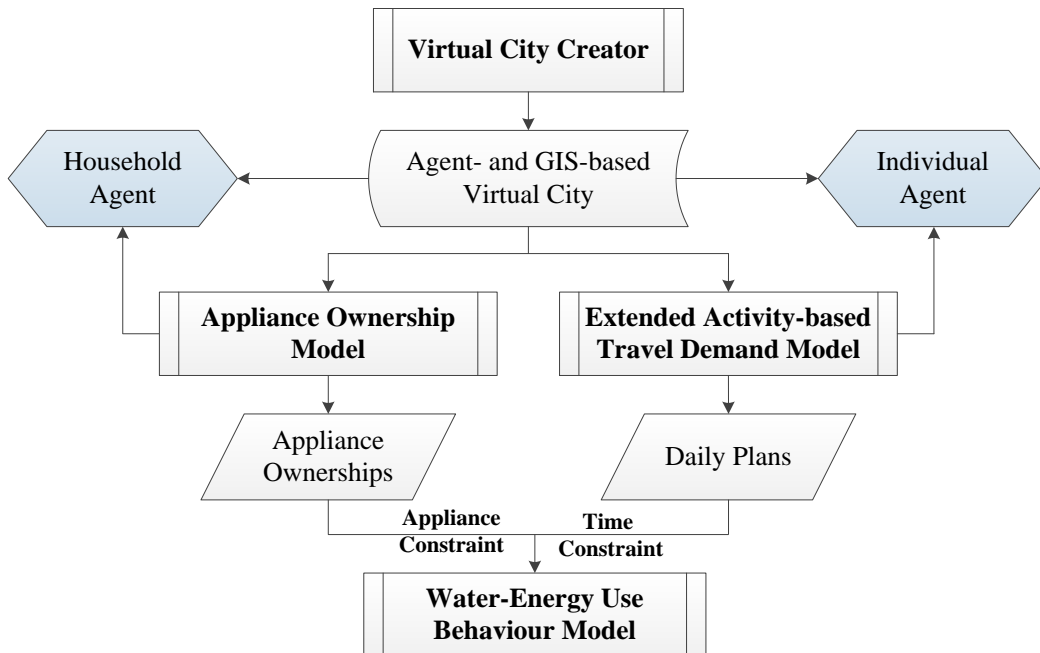 Virtual City Creator
Household
Agent
Agent- and GIS-based
Virtual City
Individual
Agent
Appliance Ownership
Model
Extended Activity-based
Travel Demand Model
Appliance
Ownerships
Daily Plans
Appliance
Constraint
Time
Constraint
Water-Energy Use
Behaviour Model